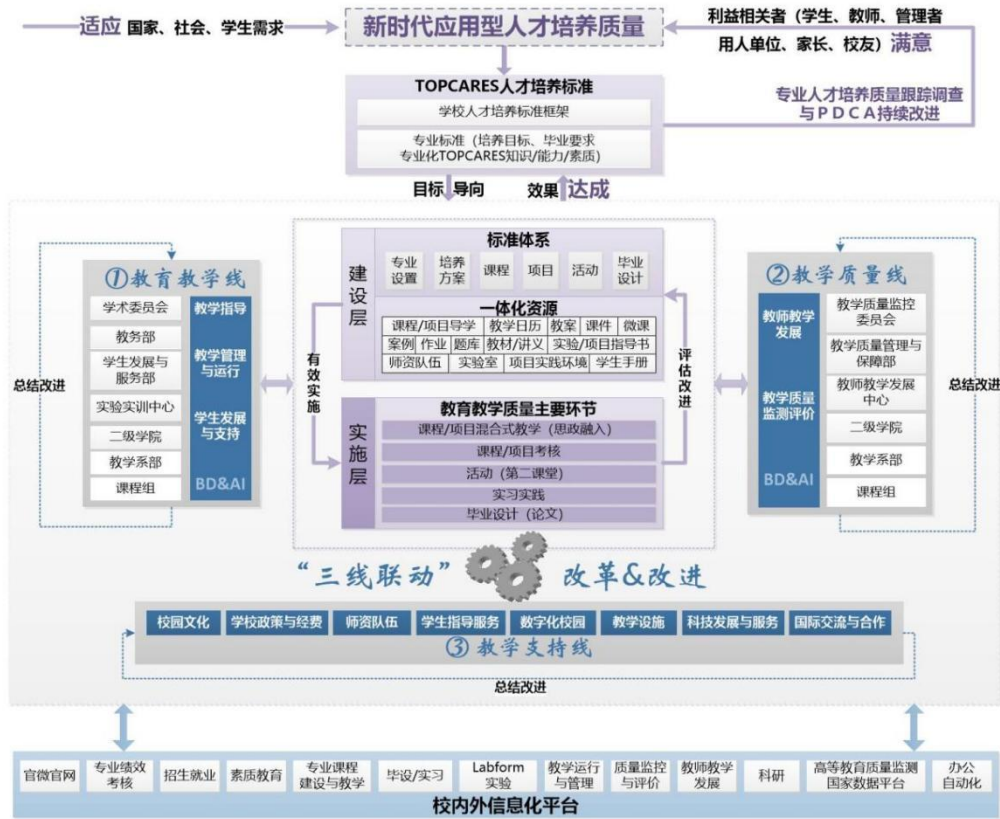 适应 国家、社会、学生需求
新时代应用型人才培养质量
利益相关者（学生、教师、管理者
用人单位、家长、校友）满意
TOPCARES人才培养标准
学校人才培养标准框架
专业标准（培养目标、毕业要求
专业化TOPCARES知识/能力/素质）
专业人才培养质量跟踪调查
与PDCA持续改进
目标 导向
效果 达成
①教育教学线
学术委员会
教务部
学生发展与
服务部
实验实训中心
二级学院
教学系部
课程组
教学指导
教学管理
与运行
学生发展
与支持
BD&AI
总结改进
有效实施
建设层
标准体系
专业
设置
培养
方案
课程
项目
活动
毕业
设计
一体化资源
课程/项目导学 教学日历 教案 课件 微课
案例 作业 题库 教材/讲义 实验/项目指导书
师资队伍 实验室 项目实践环境 学生手册
实施层
教育教学质量主要环节
课程/项目混合式教学（思政融入）
课程/项目考核
活动（第二课堂）
实习实践
毕业设计（论文）
评估改进
②教学质量线
教师教学
发展
教学质量
监测评价
BD&AI
教学质量监控
委员会
教学质量管理与
保障部
教师教学发展
中心
二级学院
教学系部
课程组
总结改进
“三线联动” 改革&改进
校园文化 学校政策与经费 师资队伍 学生指导服务 数字化校园 教学设施 科技发展与服务 国际交流与合作
③教学支持线
总结改进
官微官网
专业绩效
考核
招生就业
素质教育
专业课程
建设与教学
毕设/实习
Labform
实验
教学运行
与管理
质量监控
与评价
教师教学
发展
科研
高等教育质量监测
国家数据平台
办公
自动化
校内外信息化平台